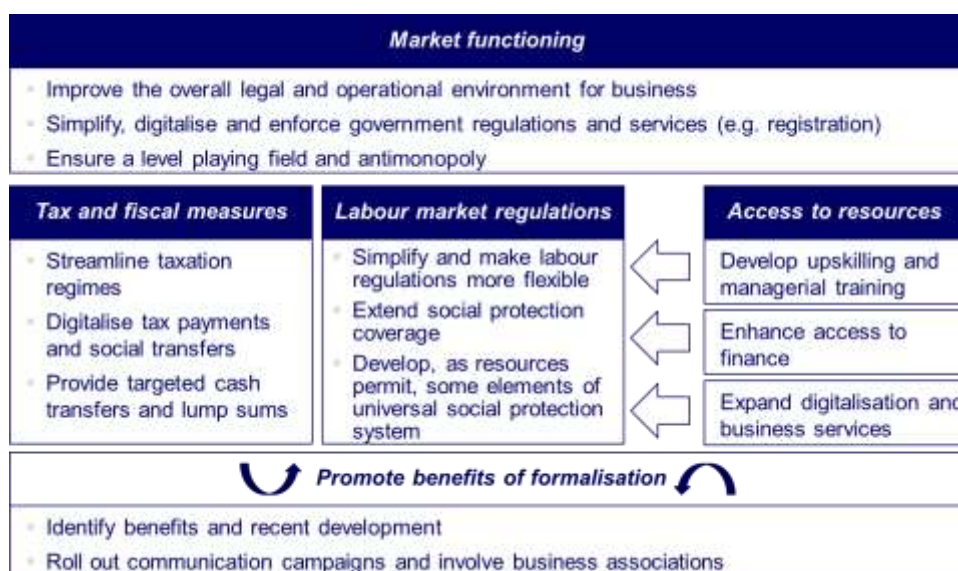 Market functioning
Improve the overall legal and operational environment for business
Simplify, digitalise and enforce government regulations and services (e.g. registration)
Ensure a level playing field and antimonopoly
Tax and fiscal measures
Streamline taxation
regimes
Digitalise tax payments
and social transfers
Provide targeted cash
transfers and lump sums
Labour market regulations
Simplify and make labour
regulations more flexible
Extend social protection
coverage
Develop, as resources
permit, some elements of
universal social protection
system
Access to resources
Develop upskilling and
managerial training
Enhance access to
finance
Expand digitalisation and
business services
Promote benefits of formalisation
Identify benefits and recent development
Roll out communication campaigns and involve business associations